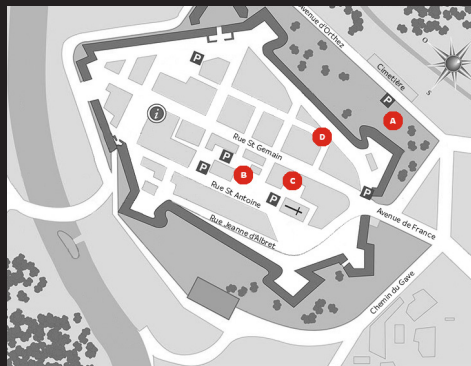 Avenue d'Orthez
O
S
Cimetière
P
P
A
i
D
Rue St Gemain
P
P
B
C
P
Rue St Antoine
P
Avenue de France
Rue Jeanne d'Albret
Chemin du Gave